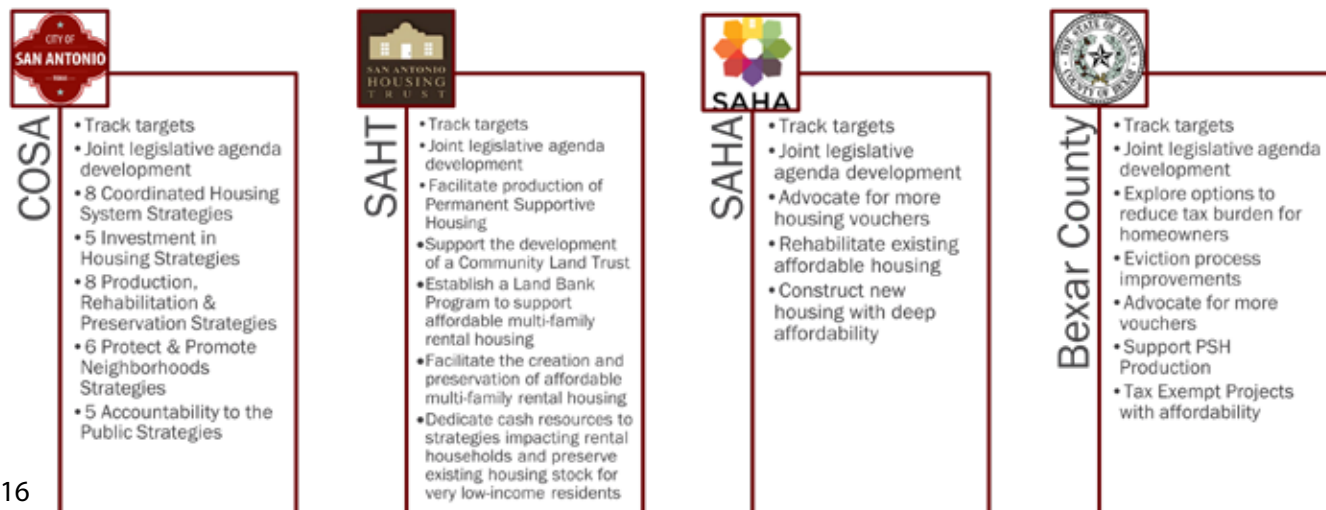 CITY OF
SAN ANTONIO
TEXAS
COSA
• Track targets
• Joint legislative agenda
development
• 8 Coordinated Housing
System Strategies
• 5 Investment in
Housing Strategies
• 8 Production,
Rehabilitation &
Preservation Strategies
• 6 Protect & Promote
Neighborhoods
Strategies
• 5 Accountability to the
Public Strategies
SAN ANTONIO
HOUSING
TRUST
SAHT
• Track targets
• Joint legislative agenda
development
• Facilitate production of
Permanent Supportive
Housing
• Support the development
of a Community Land Trust
• Establish a Land Bank
Program to support
affordable multi-family
rental housing
• Facilitate the creation and
preservation of affordable
multi-family rental housing
• Dedicate cash resources to
strategies impacting rental
households and preserve
existing housing stock for
very low-income residents
SAHA
SAHA
• Track targets
• Joint legislative
agenda development
• Advocate for more
housing vouchers
• Rehabilitate existing
affordable housing
• Construct new
housing with deep
affordability
THE STATE OF TEXAS
COUNTY OF BEXAR
Bexar County
• Track targets
• Joint legislative agenda
development
• Explore options to
reduce tax burden for
homeowners
• Eviction process
improvements
• Advocate for more
vouchers
• Support PSH
Production
• Tax Exempt Projects
with affordability
16